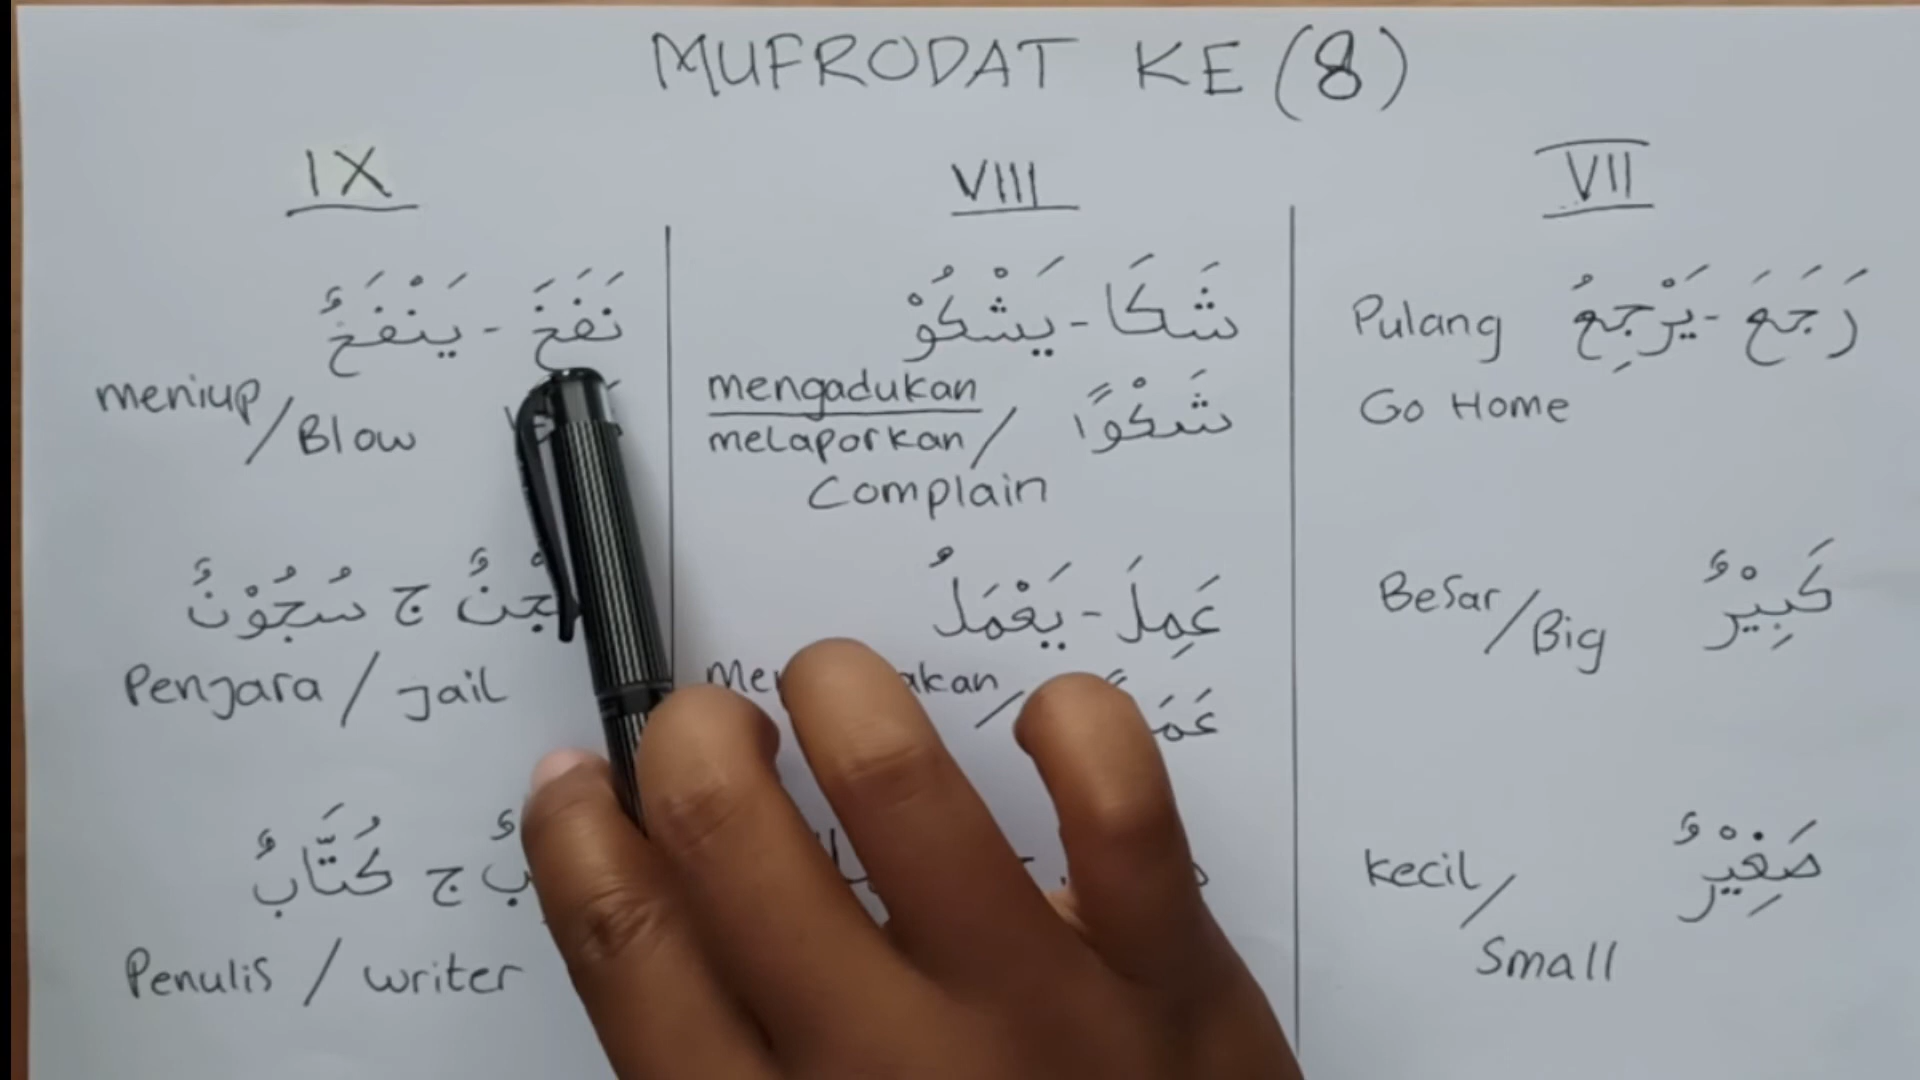 MUFRODAT KE (8)
VII
رَجَعَ - يَرْجِعُ Pulang
Go Home
كَبِيْرٌ Besar/Big
صَغِيْرٌ kecil/
Small
VIII
شَكَا - يَشْكُوْ
شَكْوًا mengadukan
melaporkan/
Complain
عَمِلَ - يَعْمَلُ
IX
نَفَخَ - يَنْفَخُ
meniup/Blow
ج سُجُوْنٌ
Penjara / Jail
ج كُتَّابٌ
Penulis / writer